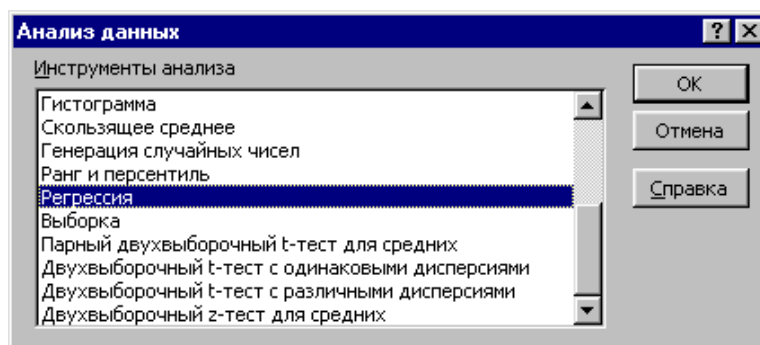 Анализ данных
Инструменты анализа
Гистограмма
Скользящее среднее
Генерация случайных чисел
Ранг и персентиль
Регрессия
Выборка
Парный двухвыборочный t-тест для средних
Двухвыборочный t-тест с одинаковыми дисперсиями
Двухвыборочный t-тест с различными дисперсиями
Двухвыборочный z-тест для средних
OK
Отмена
Справка